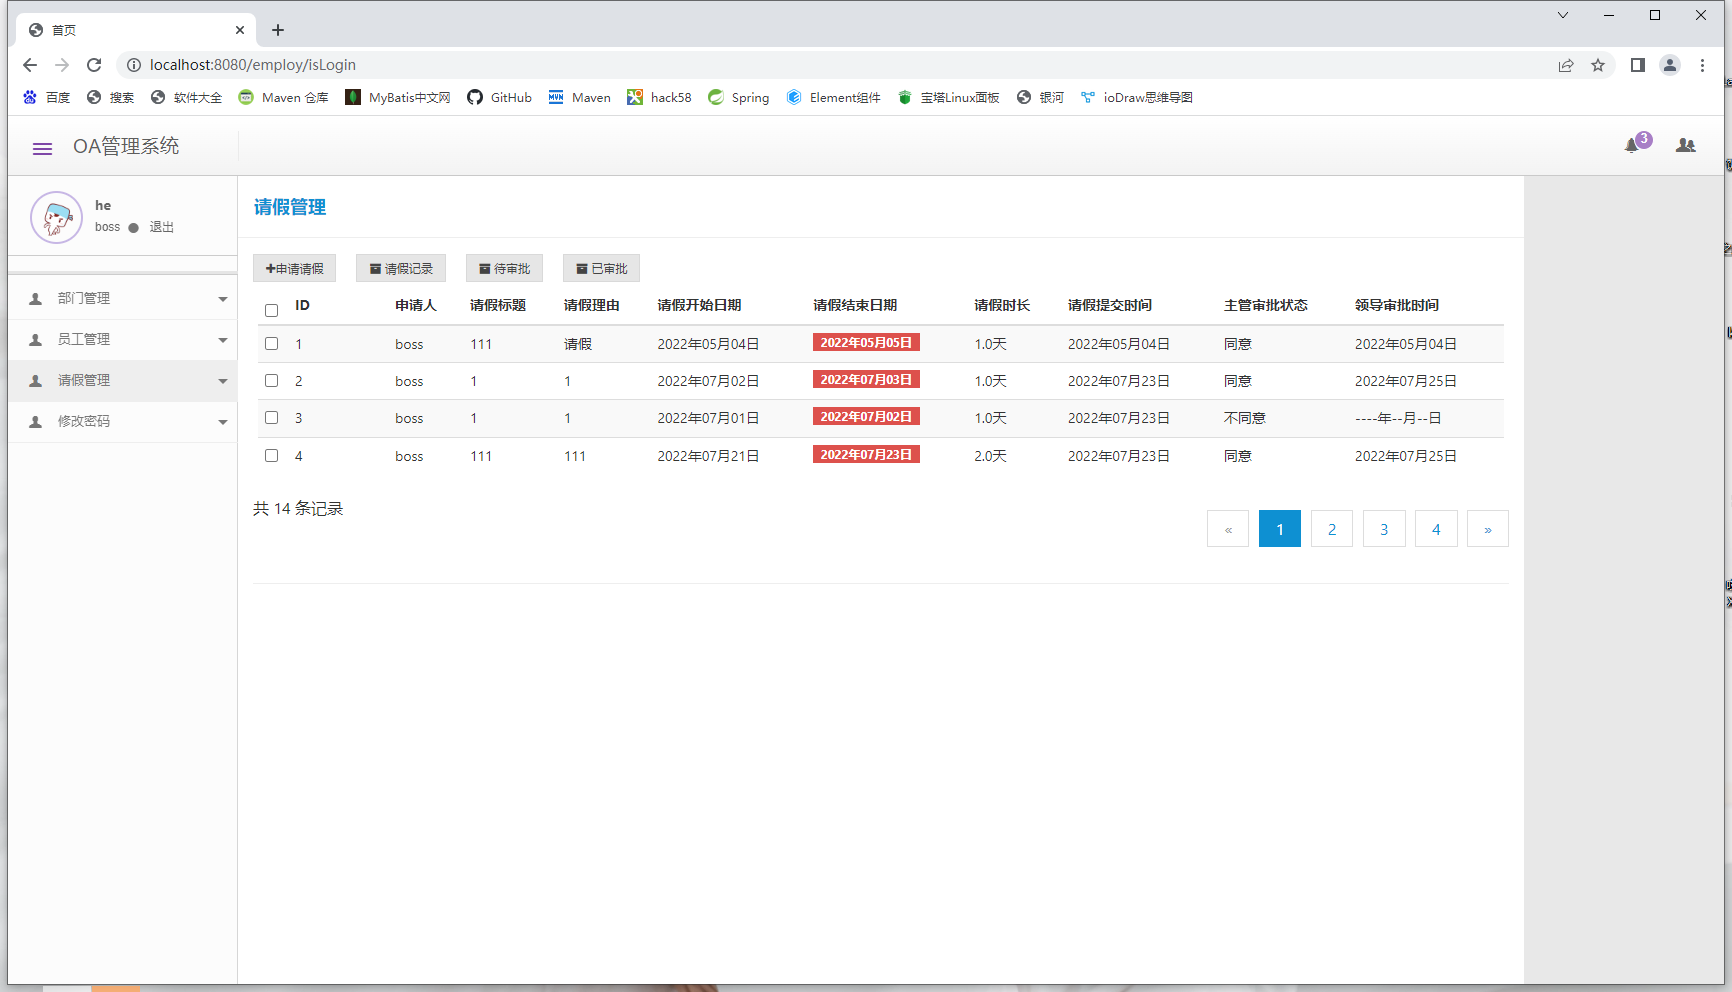 首页
localhost:8080/employ/isLogin
百度 搜索 软件大全 Maven 仓库 MyBatis中文网 GitHub Maven hack58 Spring Element组件 宝塔Linux面板 银河 ioDraw思维导图
OA管理系统 3
he
boss 退出
部门管理
员工管理
请假管理
修改密码
请假管理
申请请假 请假记录 待审批 已审批
ID 申请人 请假标题 请假理由 请假开始日期 请假结束日期 请假时长 请假提交时间 主管审批状态 领导审批时间
1 boss 111 请假 2022年05月04日 2022年05月05日 1.0天 2022年05月04日 同意 2022年05月04日
2 boss 1 1 2022年07月02日 2022年07月03日 1.0天 2022年07月23日 同意 2022年07月25日
3 boss 1 1 2022年07月01日 2022年07月02日 1.0天 2022年07月23日 不同意 ----年--月--日
4 boss 111 111 2022年07月21日 2022年07月23日 2.0天 2022年07月23日 同意 2022年07月25日
共 14 条记录
« 1 2 3 4 »